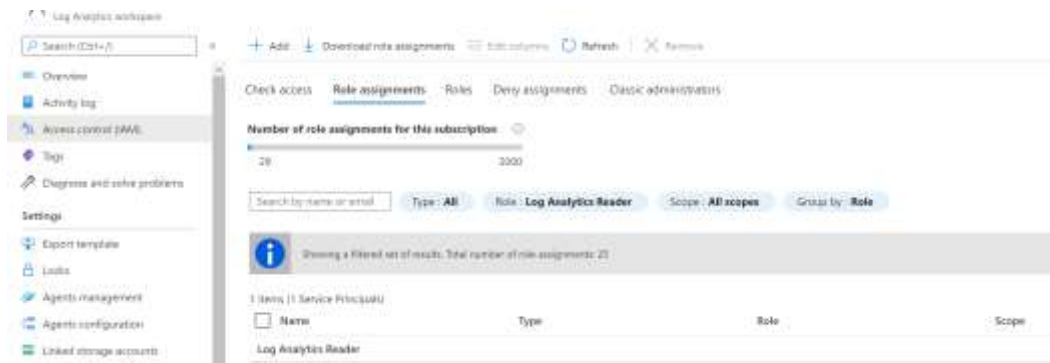 Log Analytics workspace
Search (Ctrl+/)
Add Download role assignments Edit columns Refresh Remove
Overview
Activity log
Access control (IAM)
Tags
Diagnose and solve problems
Settings
Export template
Locks
Agents management
Agents configuration
Linked storage accounts
Check access Role assignments Roles Deny assignments Classic administrators
Number of role assignments for this subscription
2000
Search by name or email Type : All Role : Log Analytics Reader Scope : All scopes Group by : Role
Showing a filtered set of results. Total number of role assignments:
1 items (1 Service Principals)
Name Type Role Scope
Log Analytics Reader